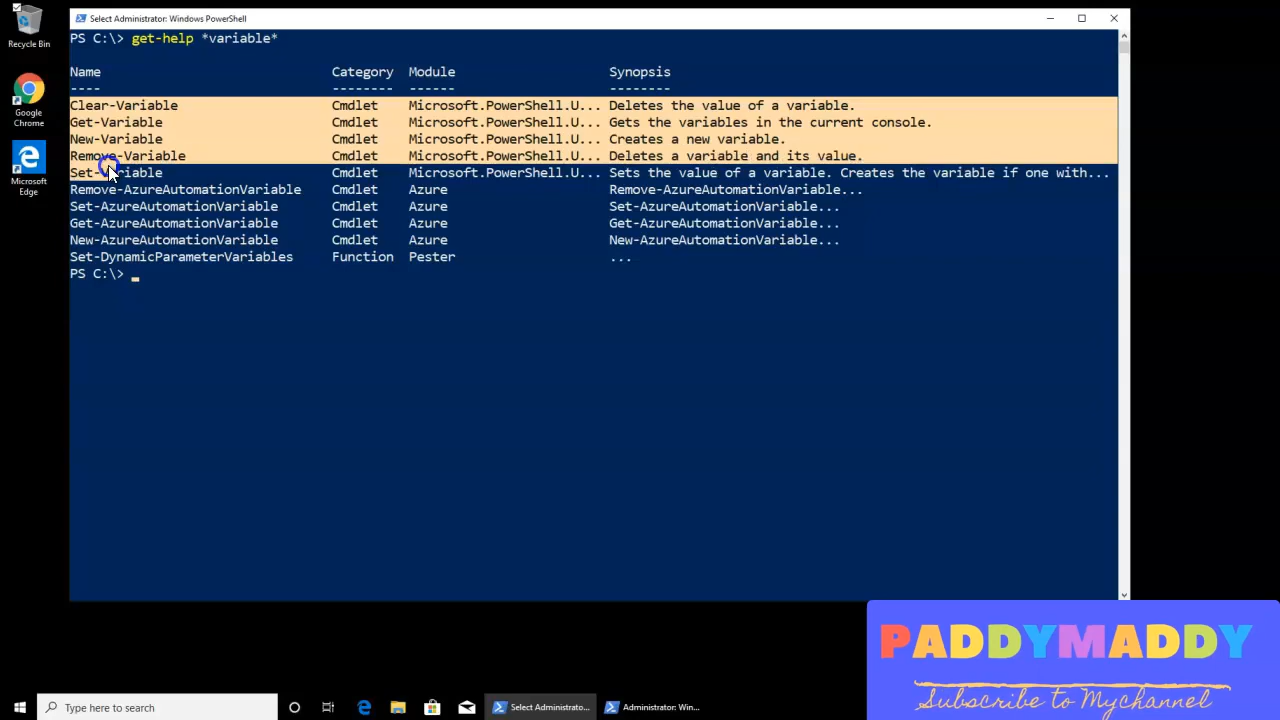 Select Administrator: Windows PowerShell
Recycle Bin
Google
Chrome
Microsoft
Edge
PS C:\> get-help *variable*
Name Category Module Synopsis
---- -------- ------ --------
Clear-Variable Cmdlet Microsoft.PowerShell.U... Deletes the value of a variable.
Get-Variable Cmdlet Microsoft.PowerShell.U... Gets the variables in the current console.
New-Variable Cmdlet Microsoft.PowerShell.U... Creates a new variable.
Remove-Variable Cmdlet Microsoft.PowerShell.U... Deletes a variable and its value.
Set-Variable Cmdlet Microsoft.PowerShell.U... Sets the value of a variable. Creates the variable if one with...
Remove-AzureAutomationVariable Cmdlet Azure Remove-AzureAutomationVariable...
Set-AzureAutomationVariable Cmdlet Azure Set-AzureAutomationVariable...
Get-AzureAutomationVariable Cmdlet Azure Get-AzureAutomationVariable...
New-AzureAutomationVariable Cmdlet Azure New-AzureAutomationVariable...
Set-DynamicParameterVariables Function Pester ...
PS C:\>
PADDYMADDY
Subscribe to Mychannel
Type here to search
Select Administrato...
Administrator: Win...